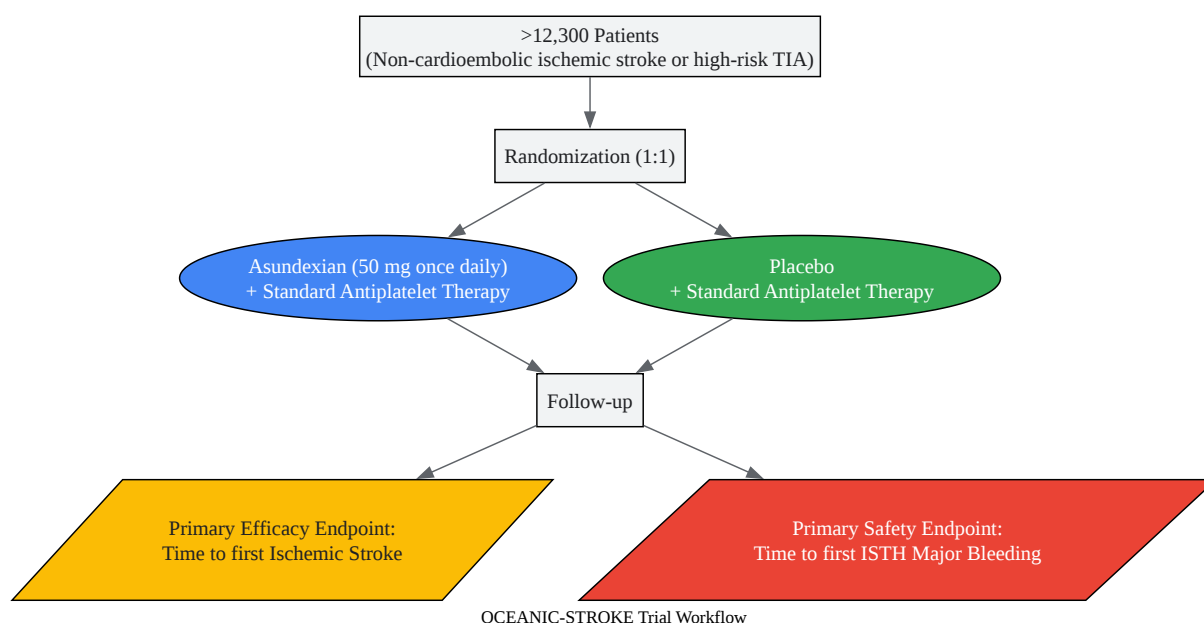 >12,300 Patients
(Non-cardioembolic ischemic stroke or high-risk TIA)
Randomization (1:1)
Asundexian (50 mg once daily)
+ Standard Antiplatelet Therapy
Placebo
+ Standard Antiplatelet Therapy
Follow-up
Primary Efficacy Endpoint:
Time to first Ischemic Stroke
Primary Safety Endpoint:
Time to first ISTH Major Bleeding
OCEANIC-STROKE Trial Workflow